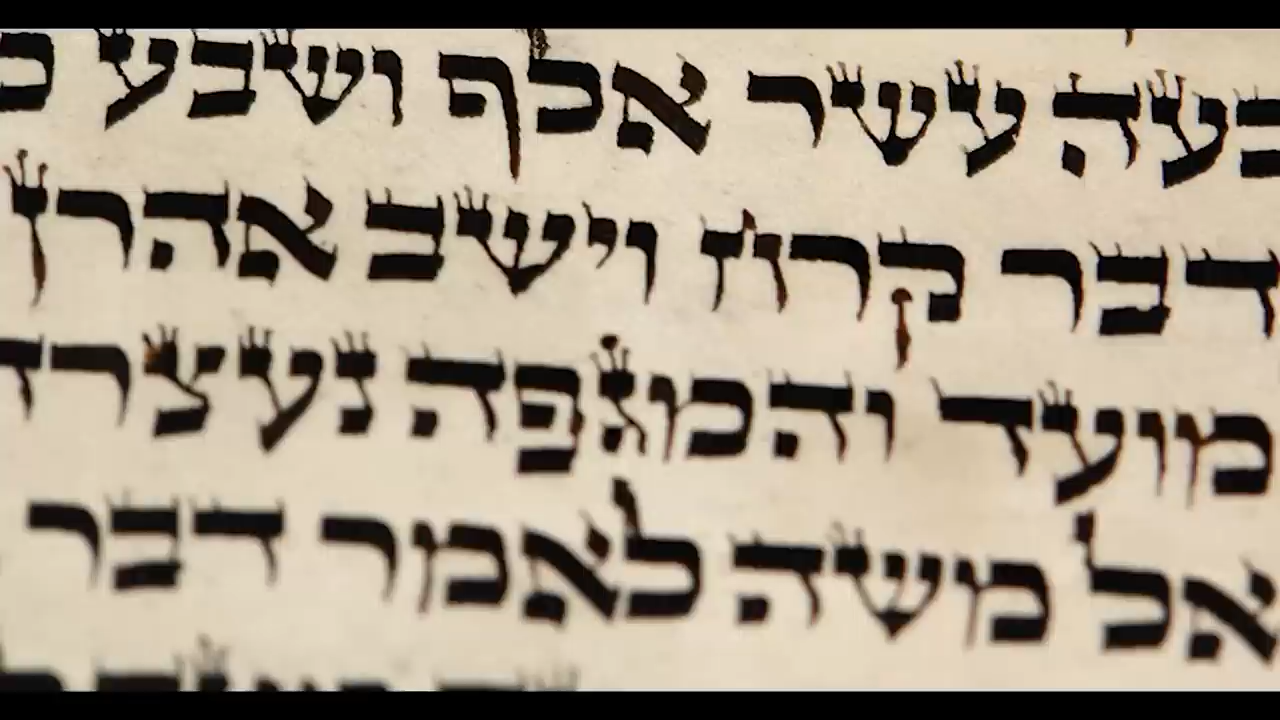 בעה עשר אלף ושבע מ
דבר קרח וישב אהרן
מועד והמגפה נעצרה
אל משה לאמר דבר